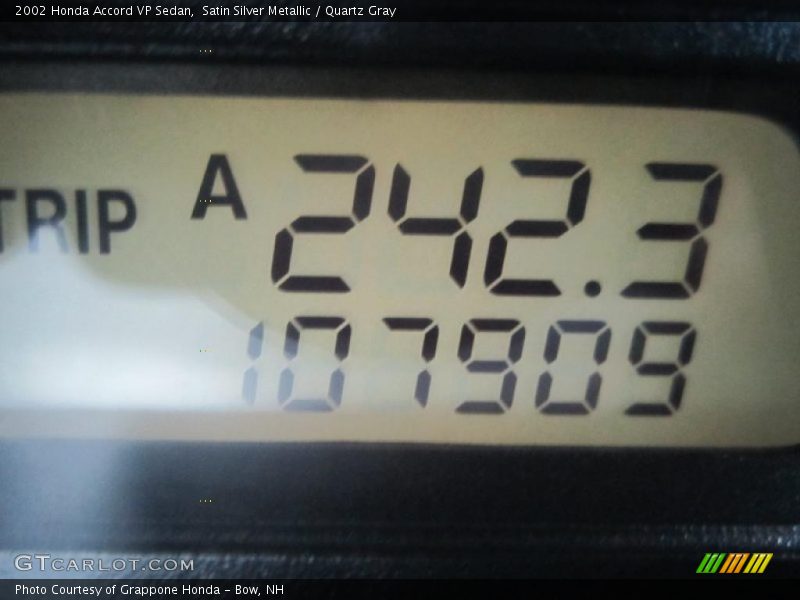 2002 Honda Accord VP Sedan, Satin Silver Metallic / Quartz Gray
TRIP A 242.3
107909
GTCARLOT.COM
Photo Courtesy of Grappone Honda - Bow, NH